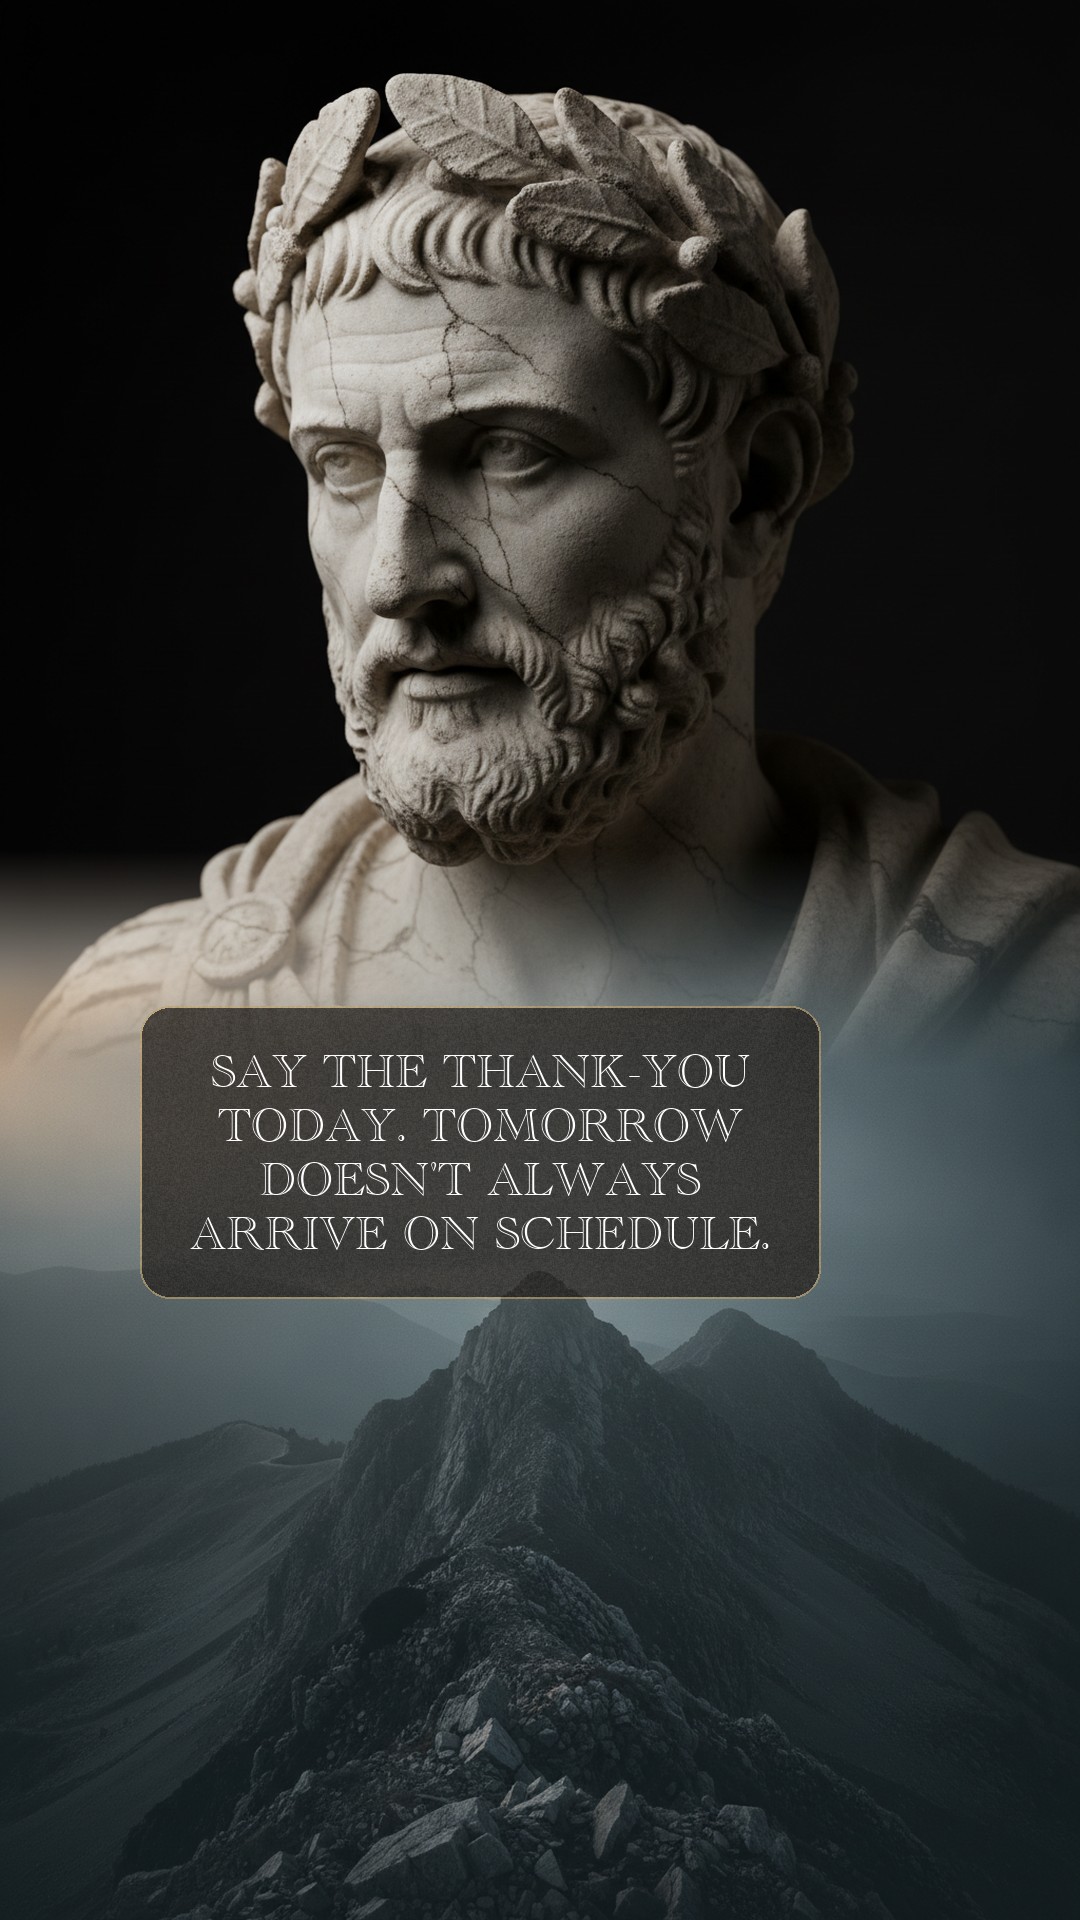 SAY THE THANK-YOU
TODAY. TOMORROW
DOESN'T ALWAYS
ARRIVE ON SCHEDULE.